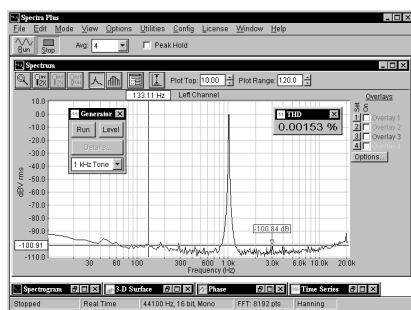 Spectra Plus
File Edit Mode View Options Utilities Config License Window Help
Run Stop Avg: 4 Peak Hold
Spectrum
Plot Top: 10.00 Plot Range: 120.0
133.11 Hz Left Channel
Overlays
Set On
1 Overlay 1
2 Overlay 2
3 Overlay 3
4 Overlay 4
Options...
Generator
Run Level
Details...
1 kHz Tone
THD
0.00153 %
dBV rms
10.0
0.0
-10.0
-20.0
-30.0
-40.0
-50.0
-60.0
-70.0
-80.0
-90.0
-100.91
-110.0
-100.84 dB
30 60 100 300 600 1.0k 3.0k 6.0k 10.0k 20.0k
Frequency (Hz)
Spectrogram 3-D Surface Phase Time Series
Stopped Real Time 44100 Hz, 16 bit, Mono FFT: 8192 pts Hanning